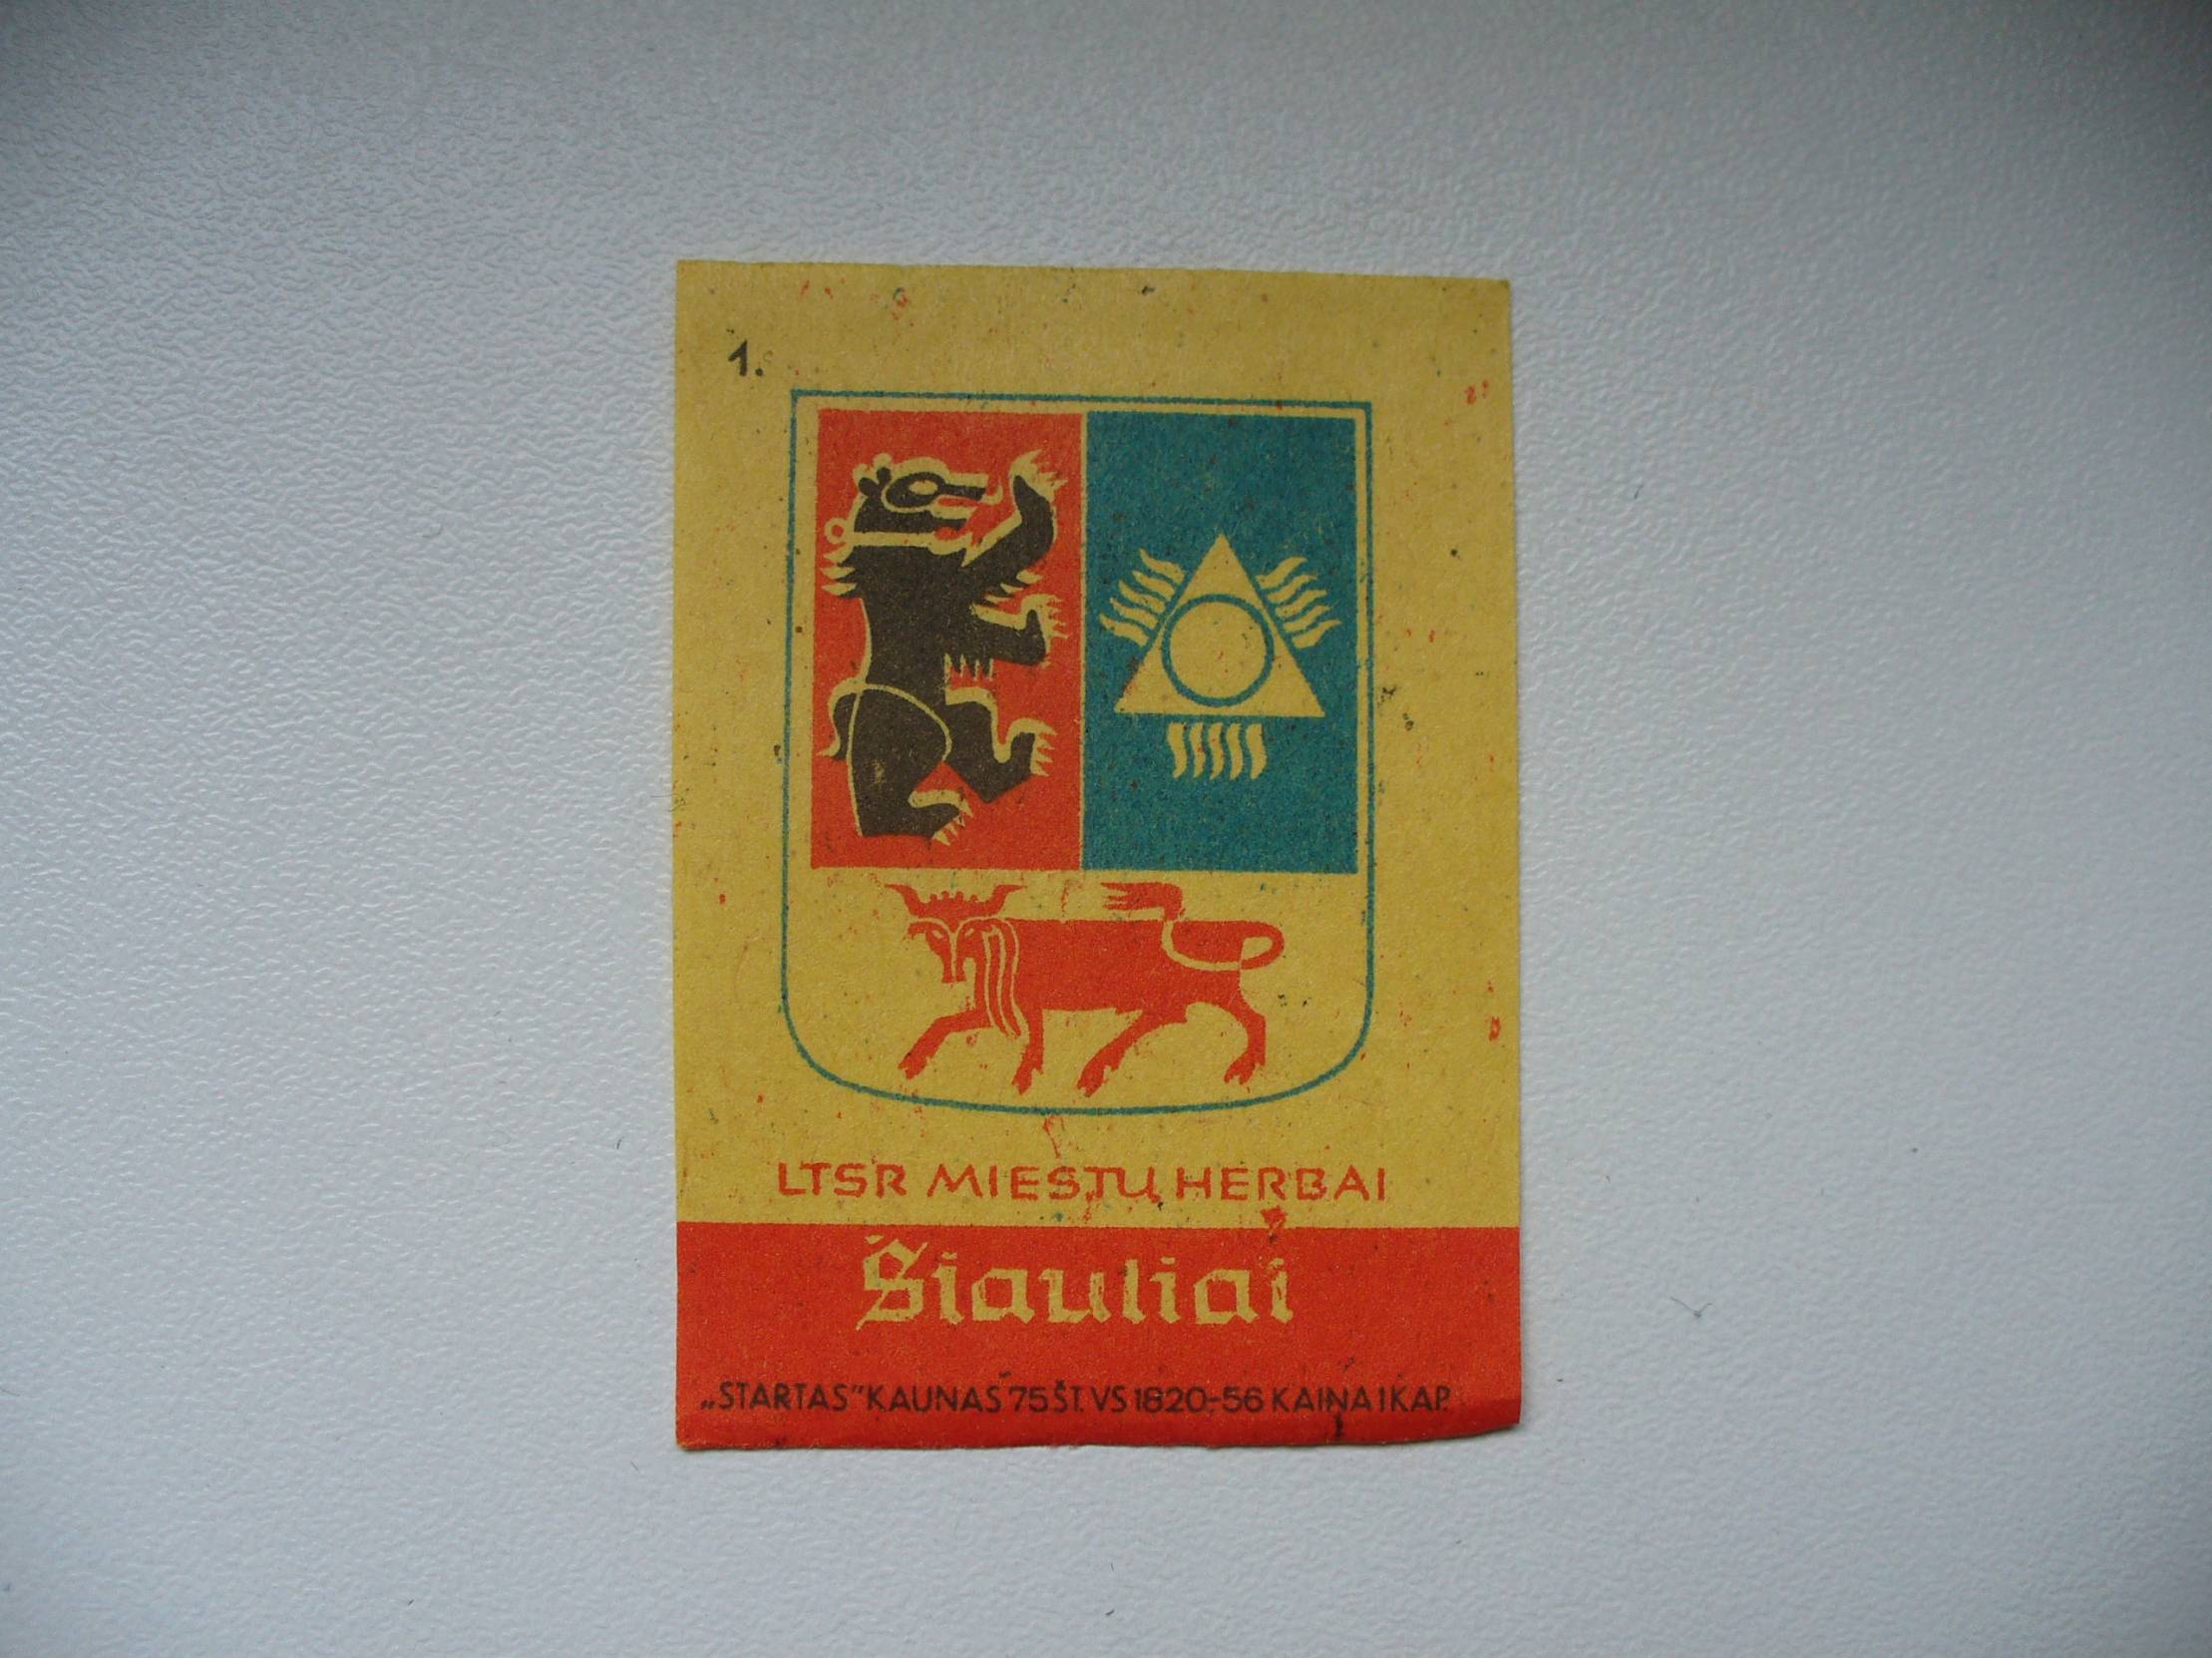 1.
LTSR MIESTŲ HERBAI
Šiauliai
„STARTAS” KAUNAS 75 ŠT. VS 1820-56 KAINA 1 KAP.